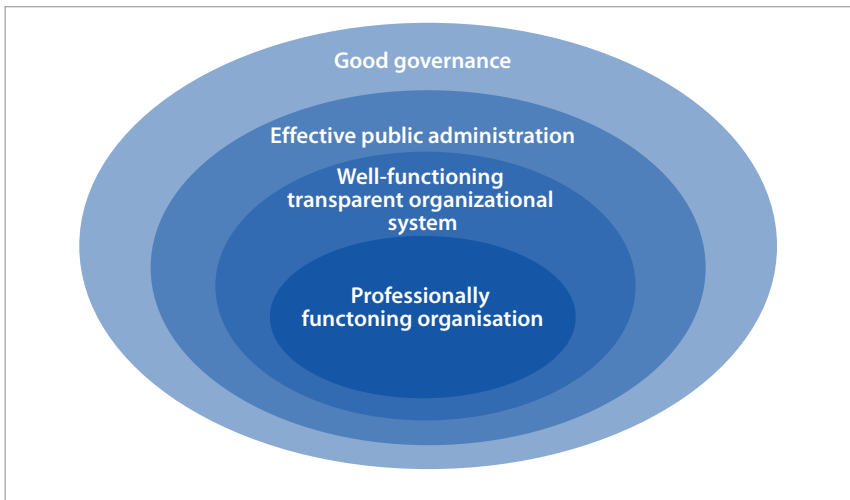 Good governance
Effective public administration
Well-functioning
transparent organizational
system
Professionally
functoning organisation